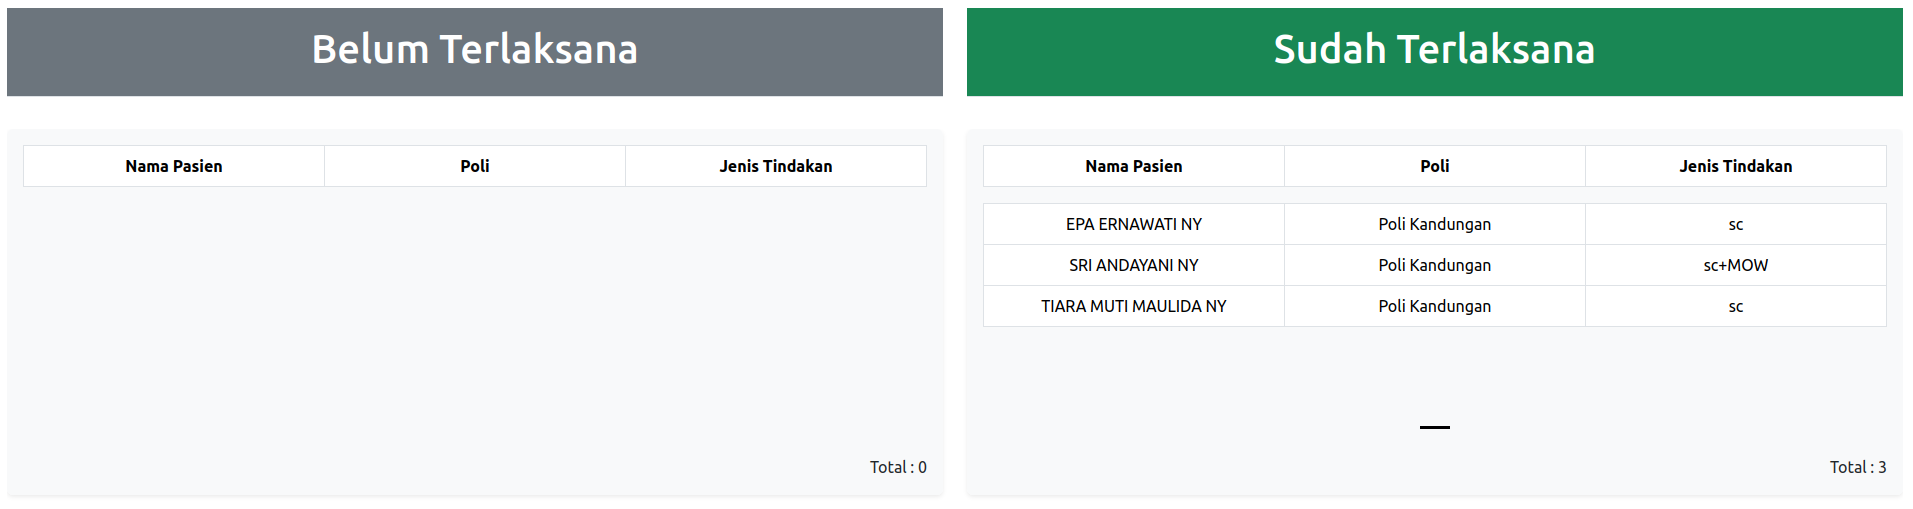 Belum Terlaksana
Nama Pasien Poli Jenis Tindakan
Total : 0
Sudah Terlaksana
Nama Pasien Poli Jenis Tindakan
EPA ERNAWATI NY Poli Kandungan sc
SRI ANDAYANI NY Poli Kandungan sc+MOW
TIARA MUTI MAULIDA NY Poli Kandungan sc
Total : 3